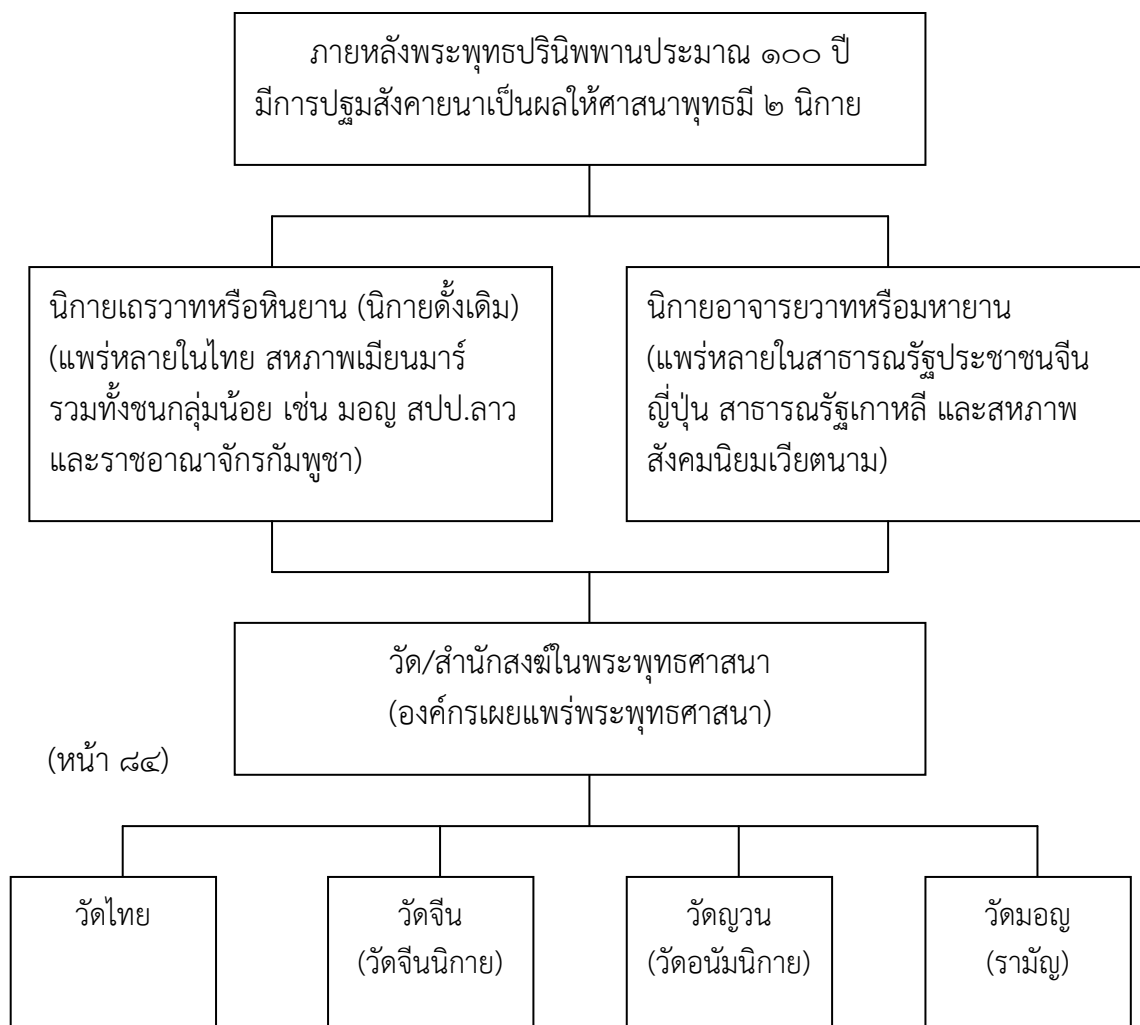 ภายหลังพระพุทธปรินิพพานประมาณ ๑๐๐ ปี
มีการปฐมสังคายนาเป็นผลให้ศาสนาพุทธมี ๒ นิกาย
นิกายเถรวาทหรือหินยาน (นิกายดั้งเดิม)
(แพร่หลายในไทย สหภาพเมียนมาร์
รวมทั้งชนกลุ่มน้อย เช่น มอญ สปป.ลาว
และราชอาณาจักรกัมพูชา)
นิกายอาจารยวาทหรือมหายาน
(แพร่หลายในสาธารณรัฐประชาชนจีน
ญี่ปุ่น สาธารณรัฐเกาหลี และสหภาพ
สังคมนิยมเวียตนาม)
วัด/สำนักสงฆ์ในพระพุทธศาสนา
(องค์กรเผยแพร่พระพุทธศาสนา)
(หน้า ๘๔)
วัดไทย
วัดจีน
(วัดจีนนิกาย)
วัดญวน
(วัดอนัมนิกาย)
วัดมอญ
(รามัญ)